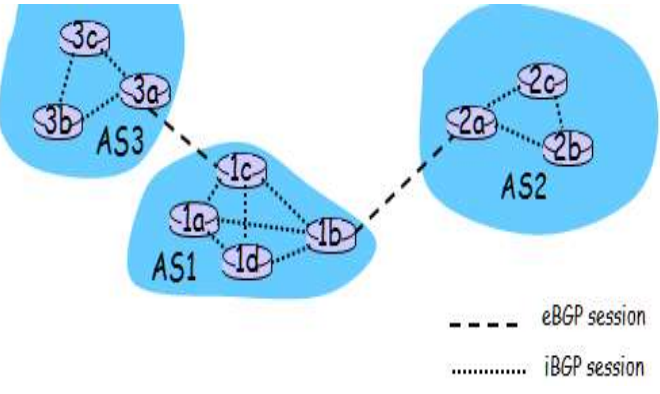 3c
3a
3b
AS3
2c
2a
2b
AS2
1c
1a
1b
1d
AS1
eBGP session
iBGP session